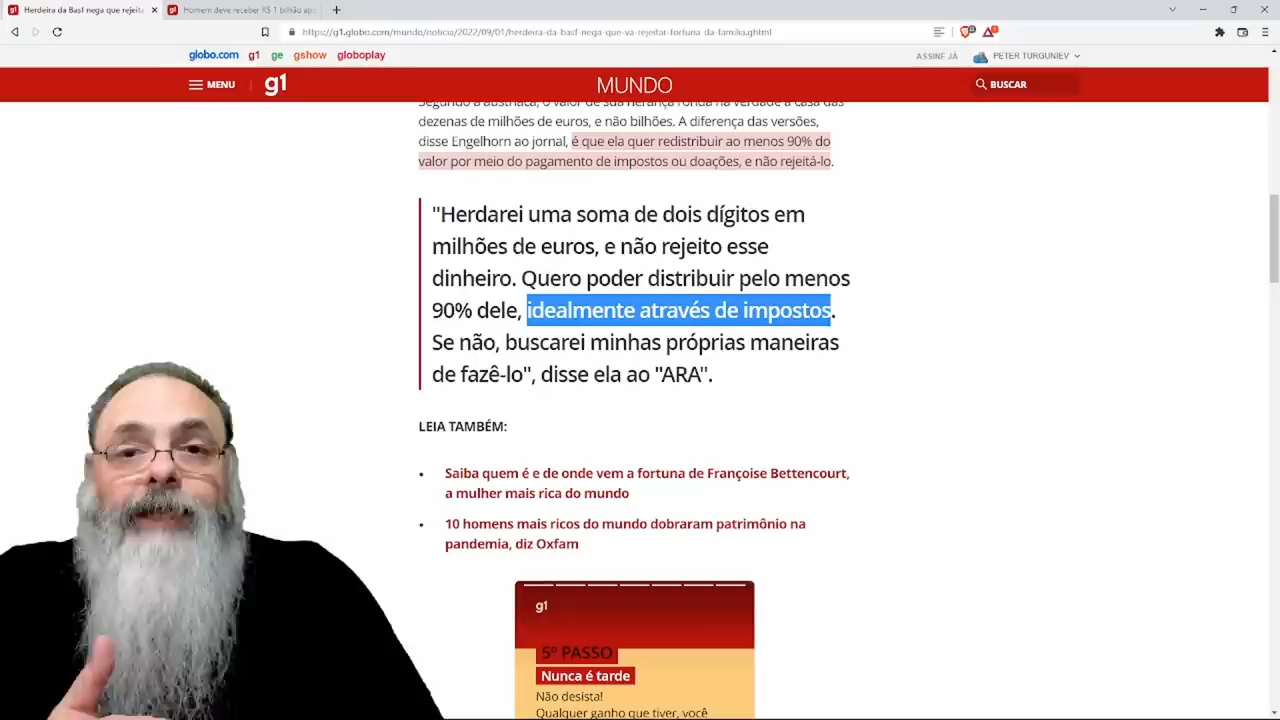 Herdeira da Basf nega que rejeita
Homem deve receber R$ 1 bilhão apó
https://g1.globo.com/mundo/noticia/2022/09/01/herdeira-da-basf-nega-que-va-rejeitar-fortuna-da-familia.ghtml
globo.com g1 ge gshow globoplay
ASSINE JÁ
PETER TURGUNIEV
MENU
g1
MUNDO
BUSCAR
Segundo a austríaca, o valor de sua herança ronda na verdade a casa das
dezenas de milhões de euros, e não bilhões. A diferença das versões,
disse Engelhorn ao jornal, é que ela quer redistribuir ao menos 90% do
valor por meio do pagamento de impostos ou doações, e não rejeitá-lo.
"Herdarei uma soma de dois dígitos em
milhões de euros, e não rejeito esse
dinheiro. Quero poder distribuir pelo menos
90% dele, idealmente através de impostos.
Se não, buscarei minhas próprias maneiras
de fazê-lo", disse ela ao "ARA".
LEIA TAMBÉM:
• Saiba quem é e de onde vem a fortuna de Françoise Bettencourt,
a mulher mais rica do mundo
• 10 homens mais ricos do mundo dobraram patrimônio na
pandemia, diz Oxfam
g1
5º PASSO
Nunca é tarde
Não desista!
Qualquer ganho que tiver, você